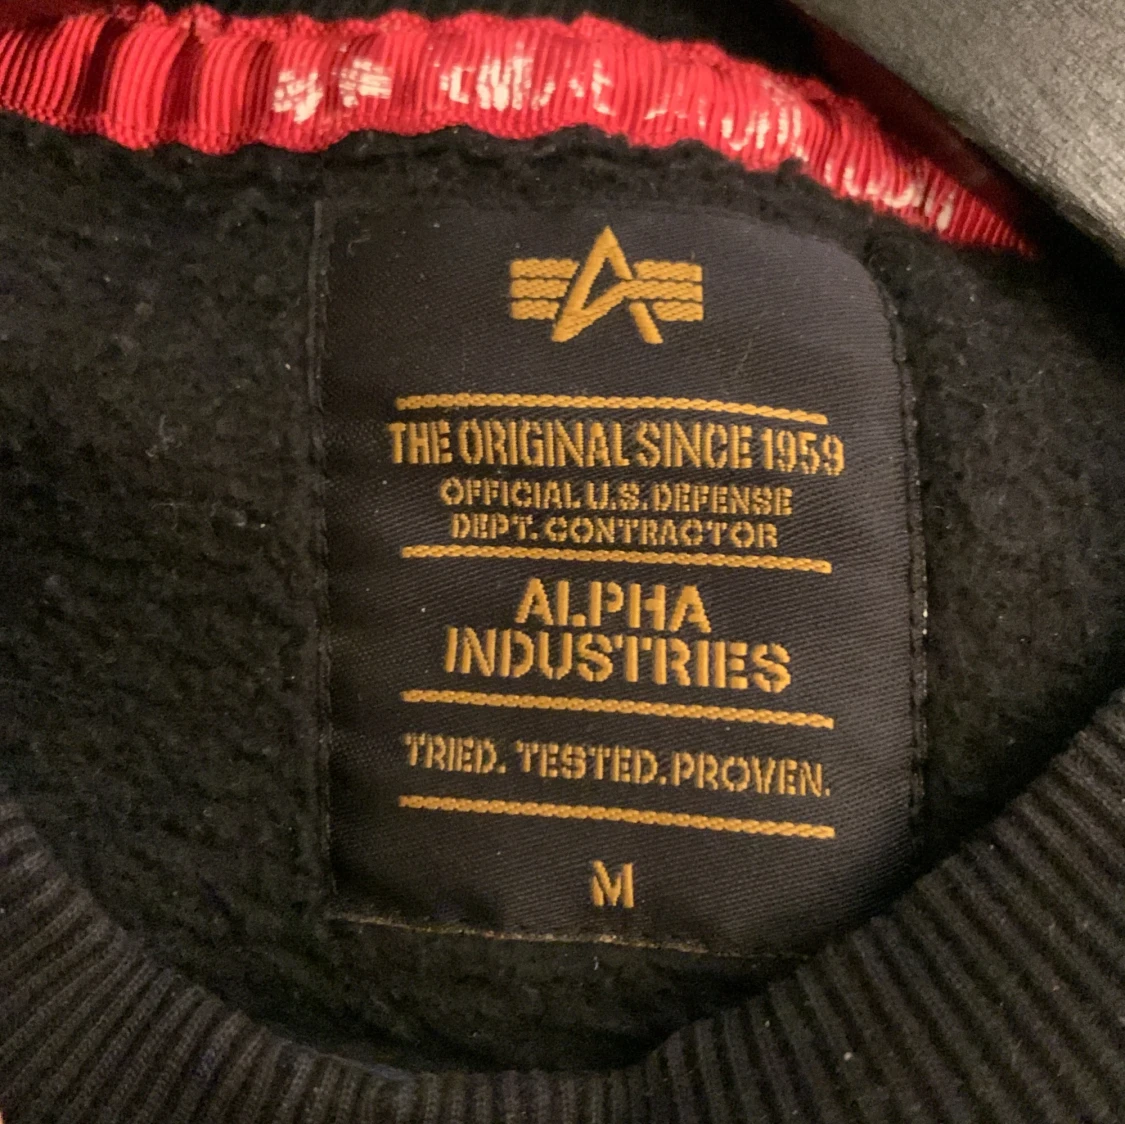 THE ORIGINAL SINCE 1959
OFFICIAL U.S. DEFENSE
DEPT. CONTRACTOR
ALPHA
INDUSTRIES
TRIED. TESTED. PROVEN.
M